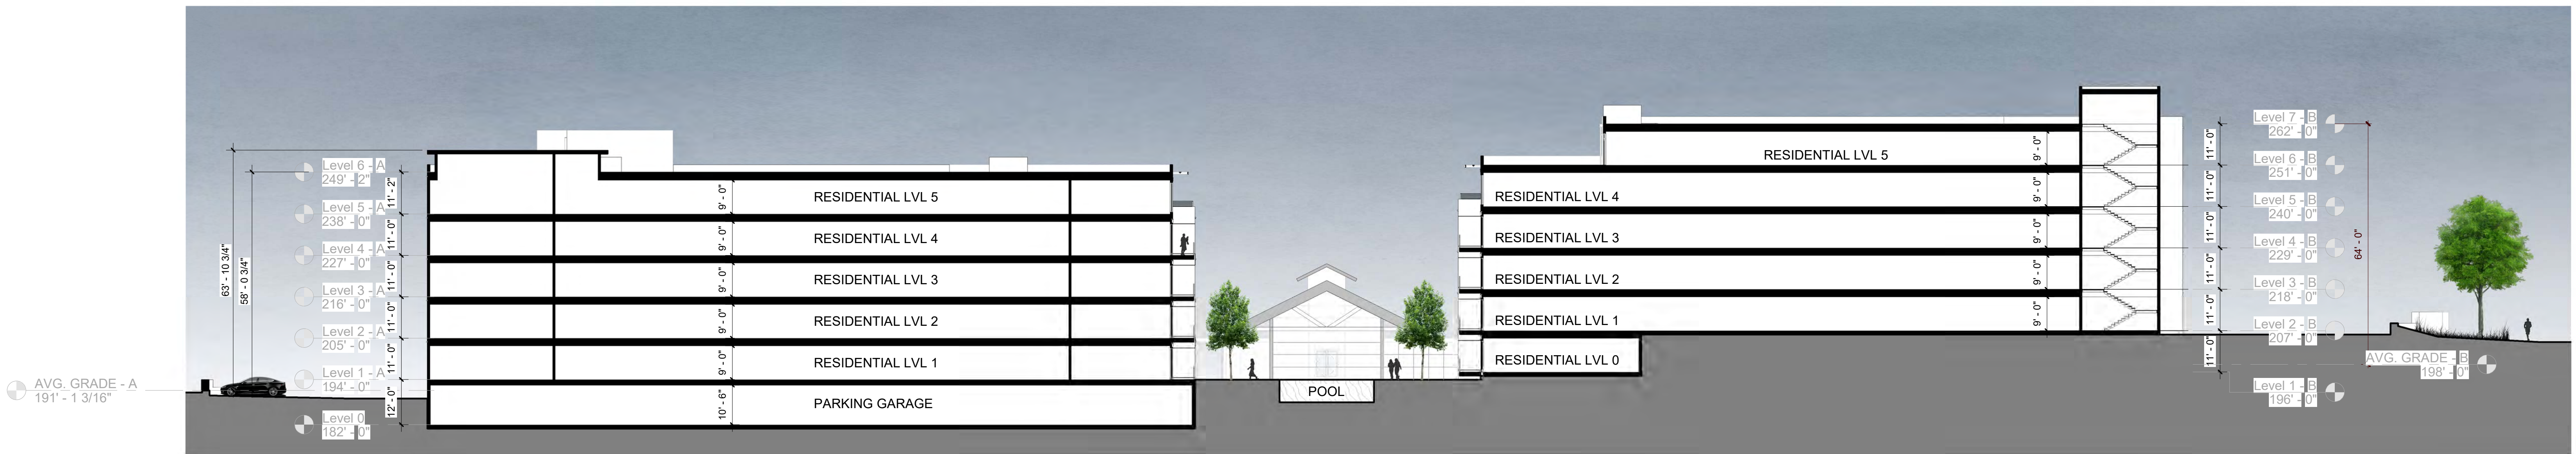 AVG. GRADE - A
191' - 1 3/16"
63' - 10 3/4"
58' - 0 3/4"
Level 6 - A
249' - 2"
Level 5 - A
238' - 0"
Level 4 - A
227' - 0"
Level 3 - A
216' - 0"
Level 2 - A
205' - 0"
Level 1 - A
194' - 0"
Level 0
182' - 0"
11' - 2"
11' - 0"
11' - 0"
11' - 0"
11' - 0"
12' - 0"
9' - 0"
9' - 0"
9' - 0"
9' - 0"
9' - 0"
10' - 6"
RESIDENTIAL LVL 5
RESIDENTIAL LVL 4
RESIDENTIAL LVL 3
RESIDENTIAL LVL 2
RESIDENTIAL LVL 1
PARKING GARAGE
POOL
RESIDENTIAL LVL 5
RESIDENTIAL LVL 4
RESIDENTIAL LVL 3
RESIDENTIAL LVL 2
RESIDENTIAL LVL 1
RESIDENTIAL LVL 0
9' - 0"
9' - 0"
9' - 0"
9' - 0"
9' - 0"
11' - 0"
11' - 0"
11' - 0"
11' - 0"
11' - 0"
11' - 0"
Level 7 - B
262' - 0"
Level 6 - B
251' - 0"
Level 5 - B
240' - 0"
Level 4 - B
229' - 0"
Level 3 - B
218' - 0"
Level 2 - B
207' - 0"
Level 1 - B
196' - 0"
64' - 0"
AVG. GRADE - B
198' - 0"